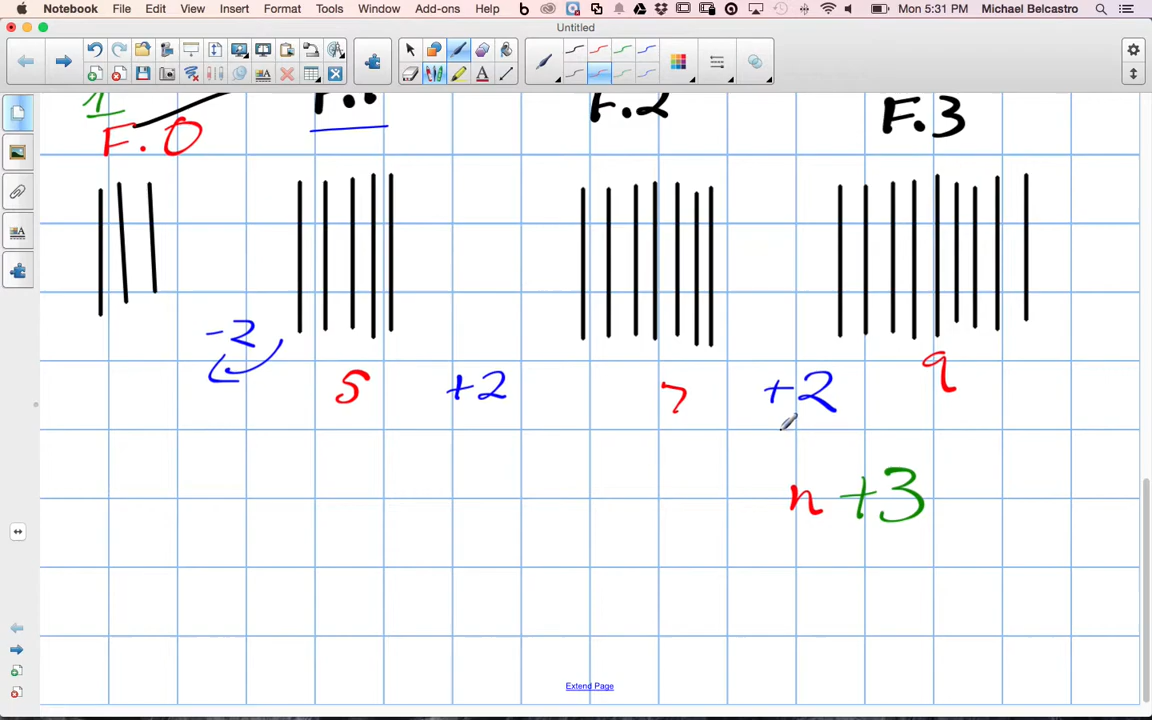 Notebook File Edit View Insert Format Tools Window Add-ons Help Mon 5:31 PM Michael Belcastro
Untitled
1
F.0 F.2 F.3
-2
5 +2 7 +2 9
n +3
Extend Page